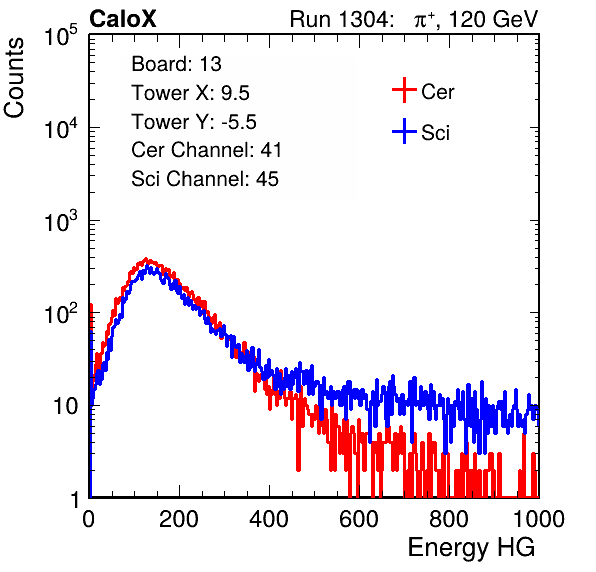 CaloX Run 1304: π⁺, 120 GeV
Counts
10⁵
10⁴
10³
10²
10
1
Board: 13
Tower X: 9.5
Tower Y: -5.5
Cer Channel: 41
Sci Channel: 45
Cer
Sci
0 200 400 600 800 1000
Energy HG